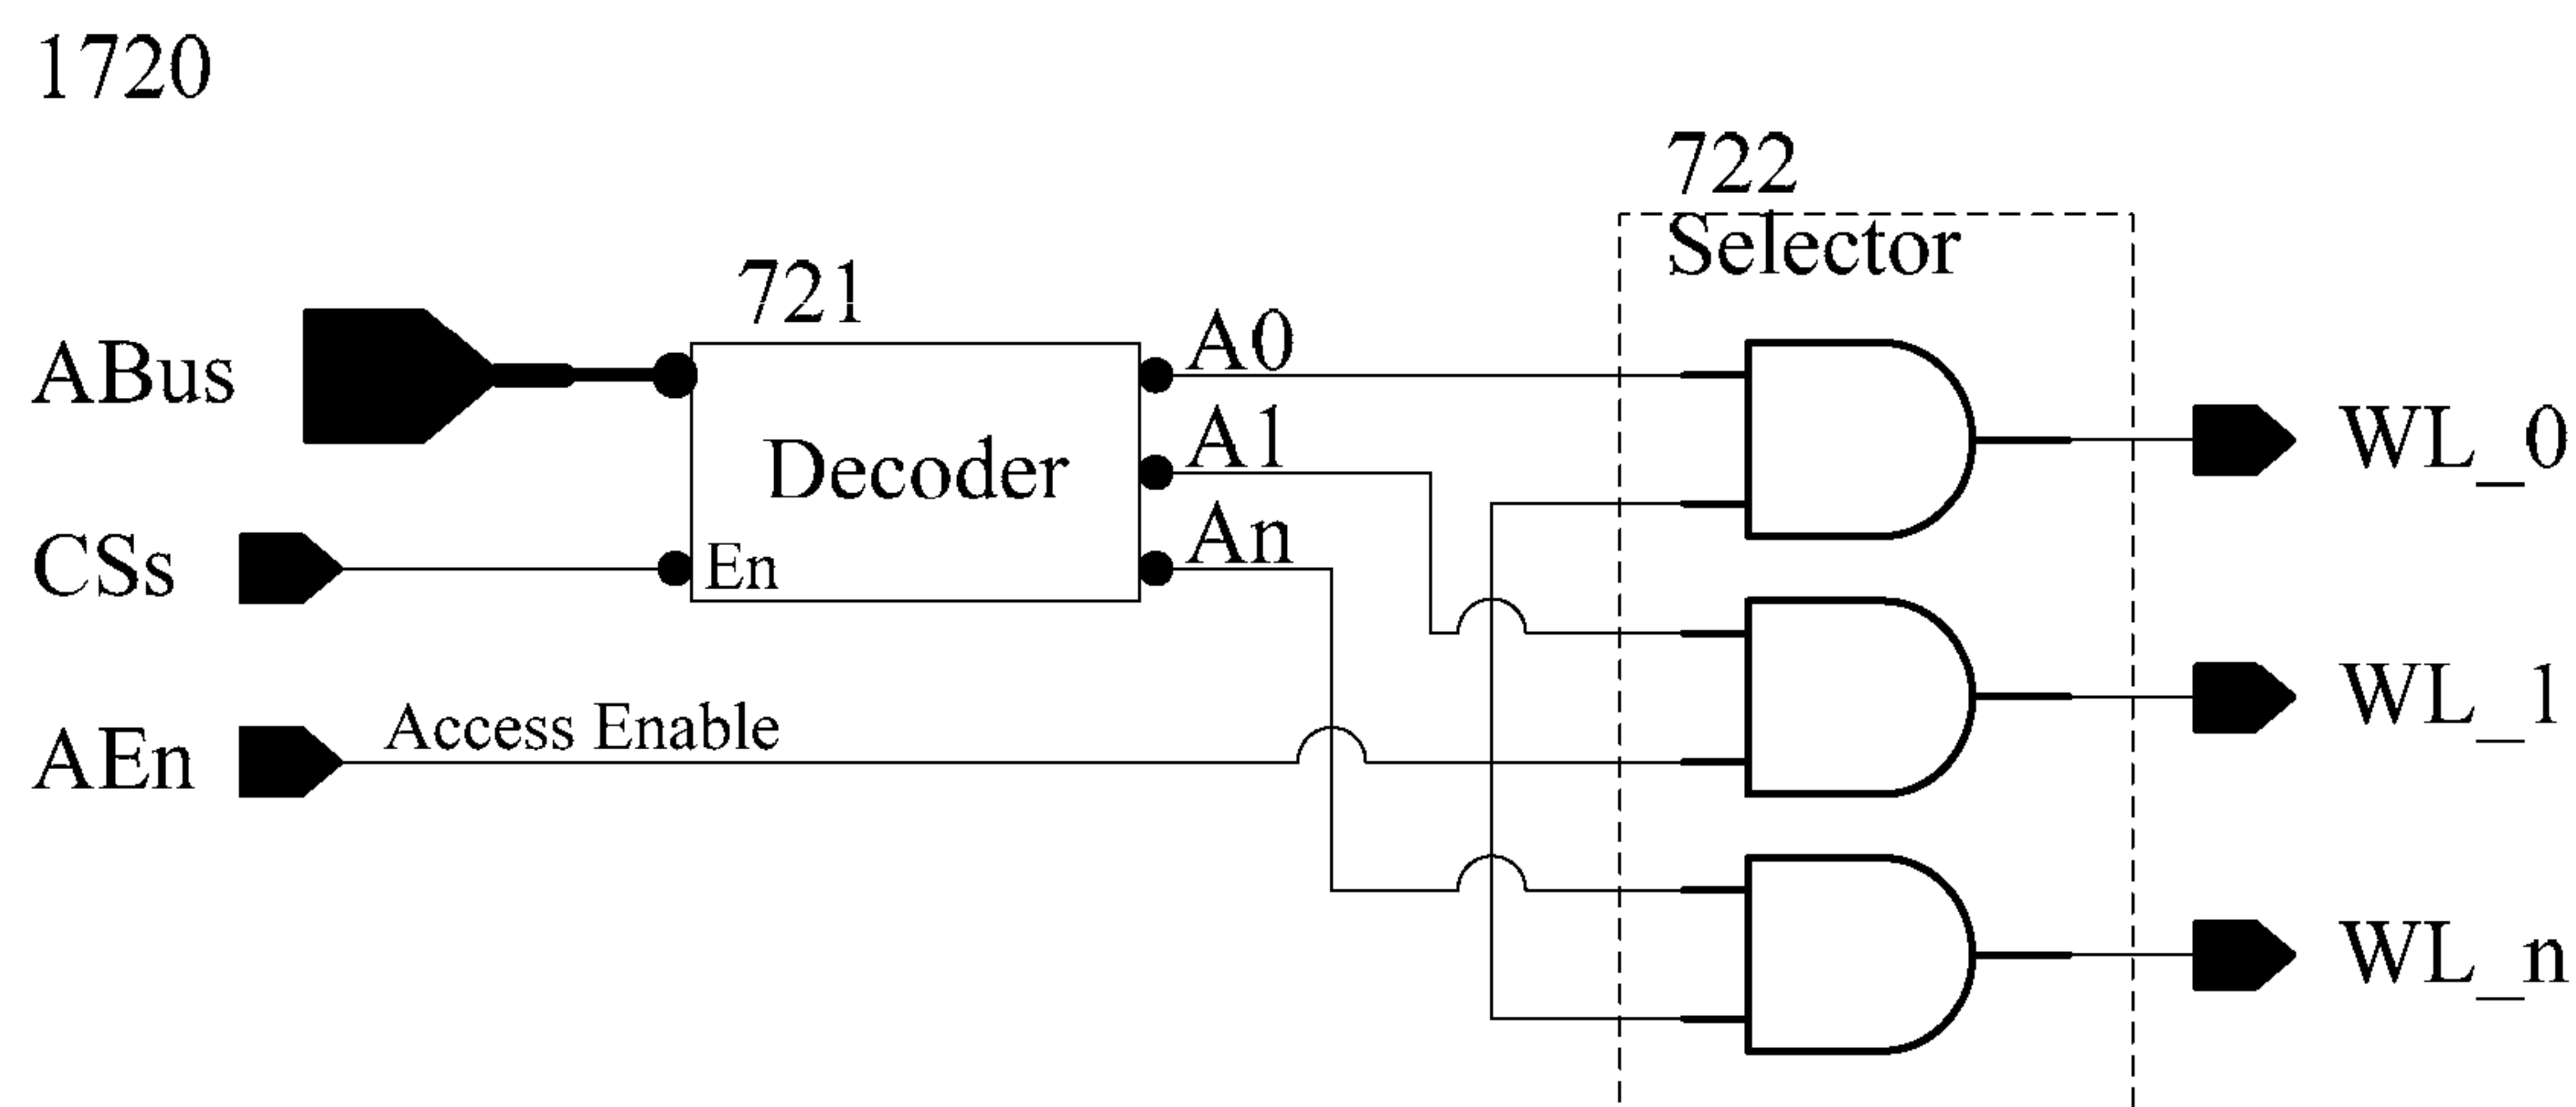 1720
722
Selector
721
ABus
A0
A1
An
Decoder
WL_0
CSs
En
AEn
Access Enable
WL_1
WL_n